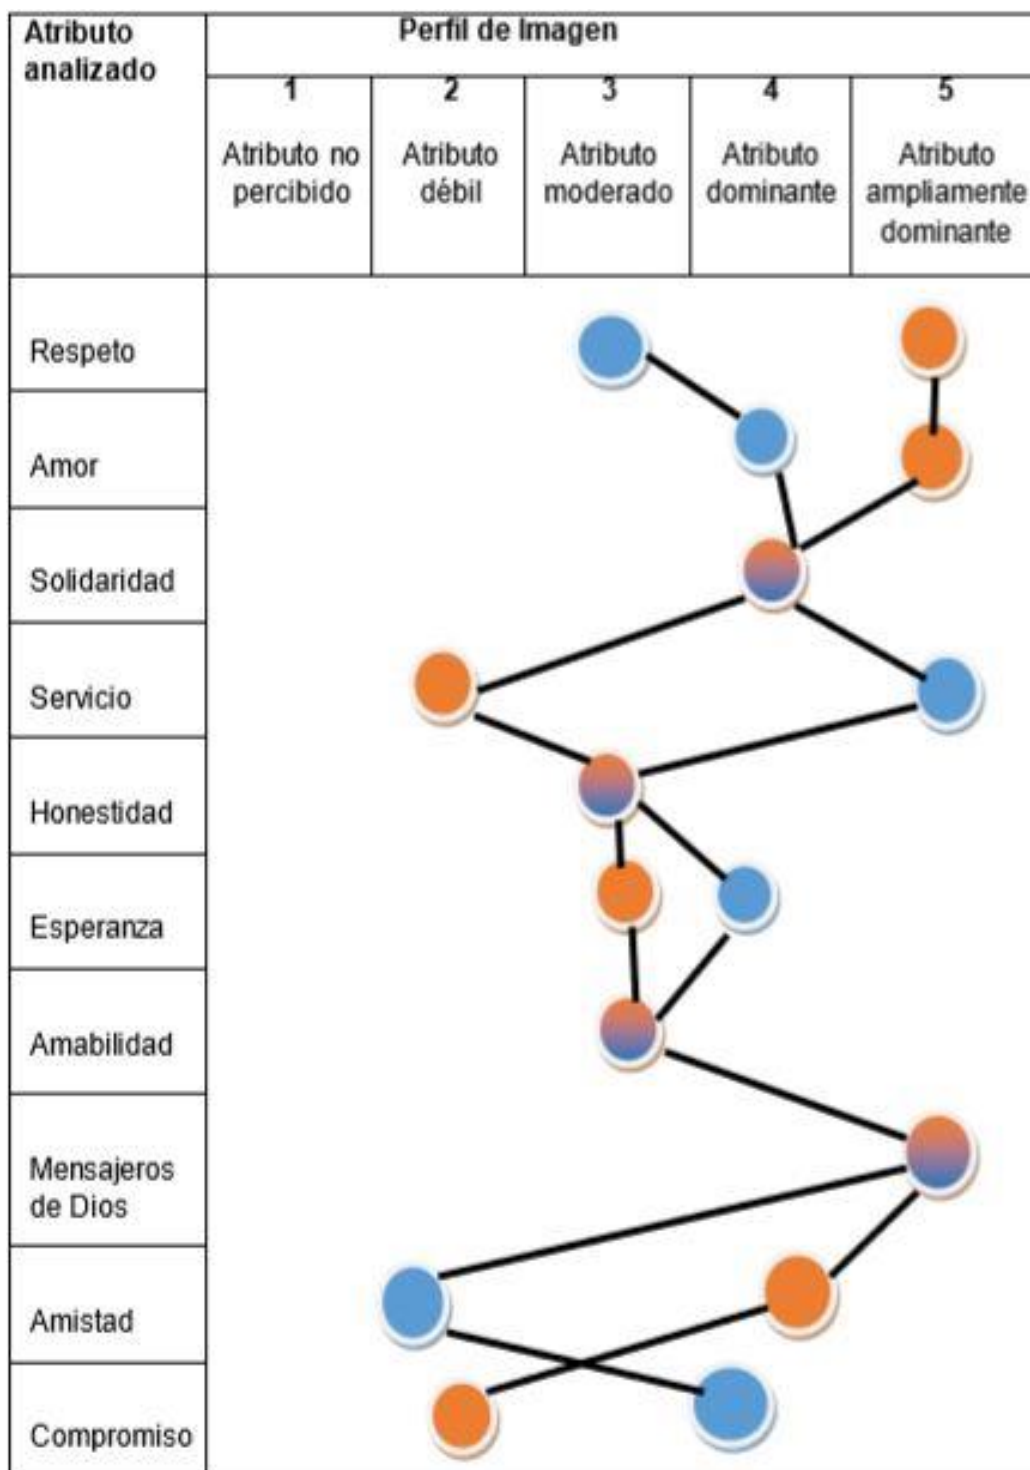 Atributo
analizado
Perfil de Imagen
1
2
3
4
5
Atributo no
percibido
Atributo
débil
Atributo
moderado
Atributo
dominante
Atributo
ampliamente
dominante
Respeto
Amor
Solidaridad
Servicio
Honestidad
Esperanza
Amabilidad
Mensajeros
de Dios
Amistad
Compromiso